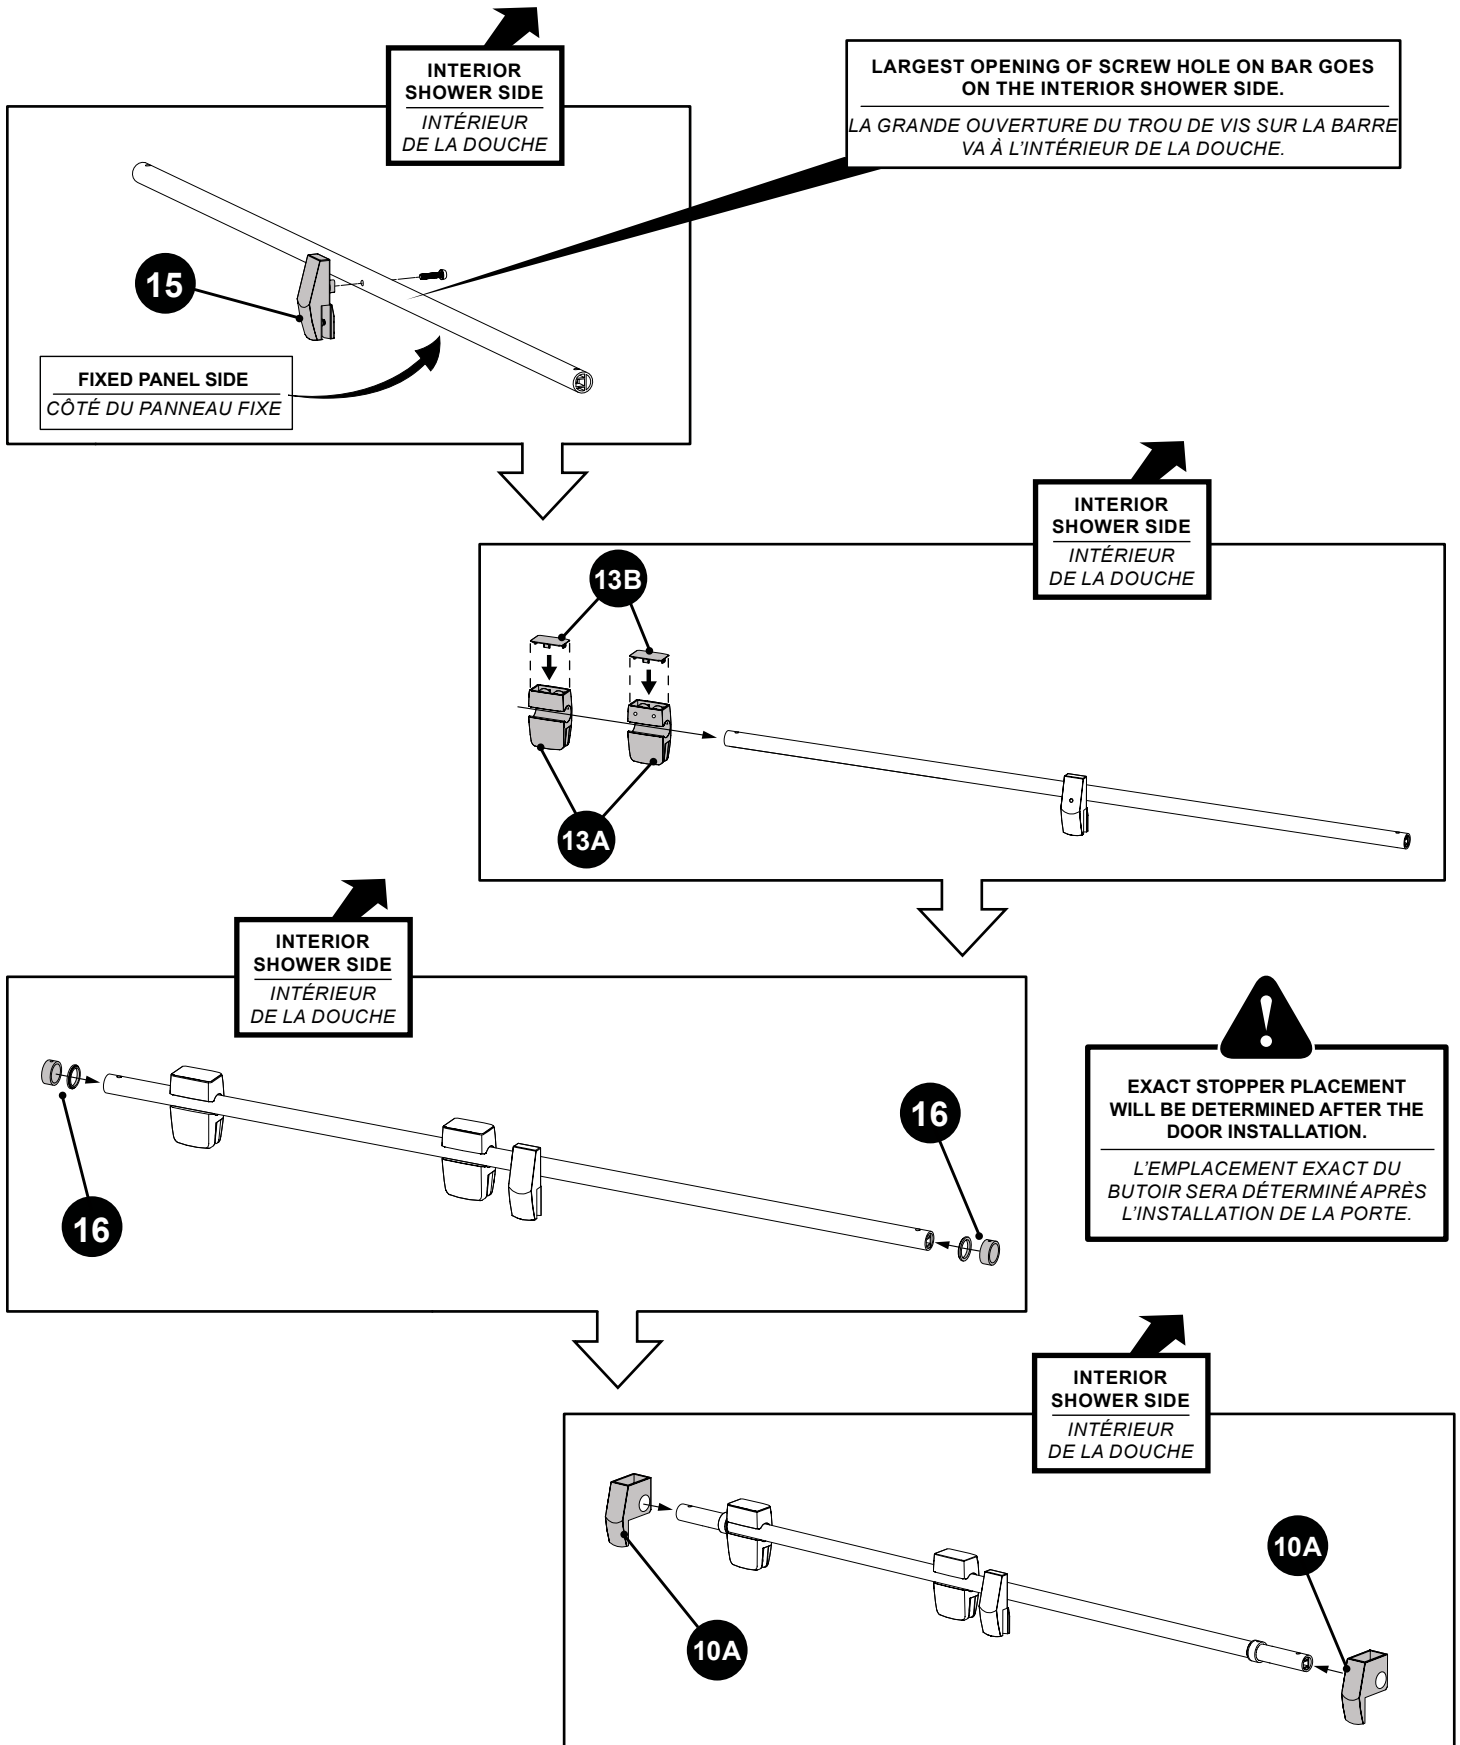 INTERIOR
SHOWER SIDE
INTÉRIEUR
DE LA DOUCHE
LARGEST OPENING OF SCREW HOLE ON BAR GOES
ON THE INTERIOR SHOWER SIDE.
LA GRANDE OUVERTURE DU TROU DE VIS SUR LA BARRE
VA À L'INTÉRIEUR DE LA DOUCHE.
15
FIXED PANEL SIDE
CÔTÉ DU PANNEAU FIXE
INTERIOR
SHOWER SIDE
INTÉRIEUR
DE LA DOUCHE
13B
13A
INTERIOR
SHOWER SIDE
INTÉRIEUR
DE LA DOUCHE
16
16
!
EXACT STOPPER PLACEMENT
WILL BE DETERMINED AFTER THE
DOOR INSTALLATION.
L'EMPLACEMENT EXACT DU
BUTOIR SERA DÉTERMINÉ APRÈS
L'INSTALLATION DE LA PORTE.
INTERIOR
SHOWER SIDE
INTÉRIEUR
DE LA DOUCHE
10A
10A